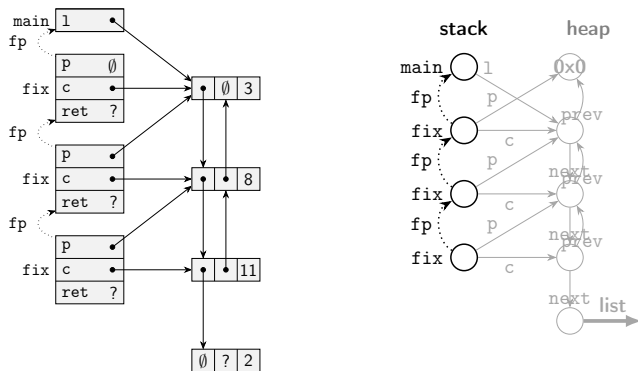 main l
fp
p ∅
fix c
ret ?
∅ 3
fp
p
fix c
ret ?
8
fp
p
fix c
ret ?
11
∅ ? 2
stack heap
main l 0x0
fp p
prev
fix c
fp p next
prev
fix c
fp p next
prev
fix c
next
list